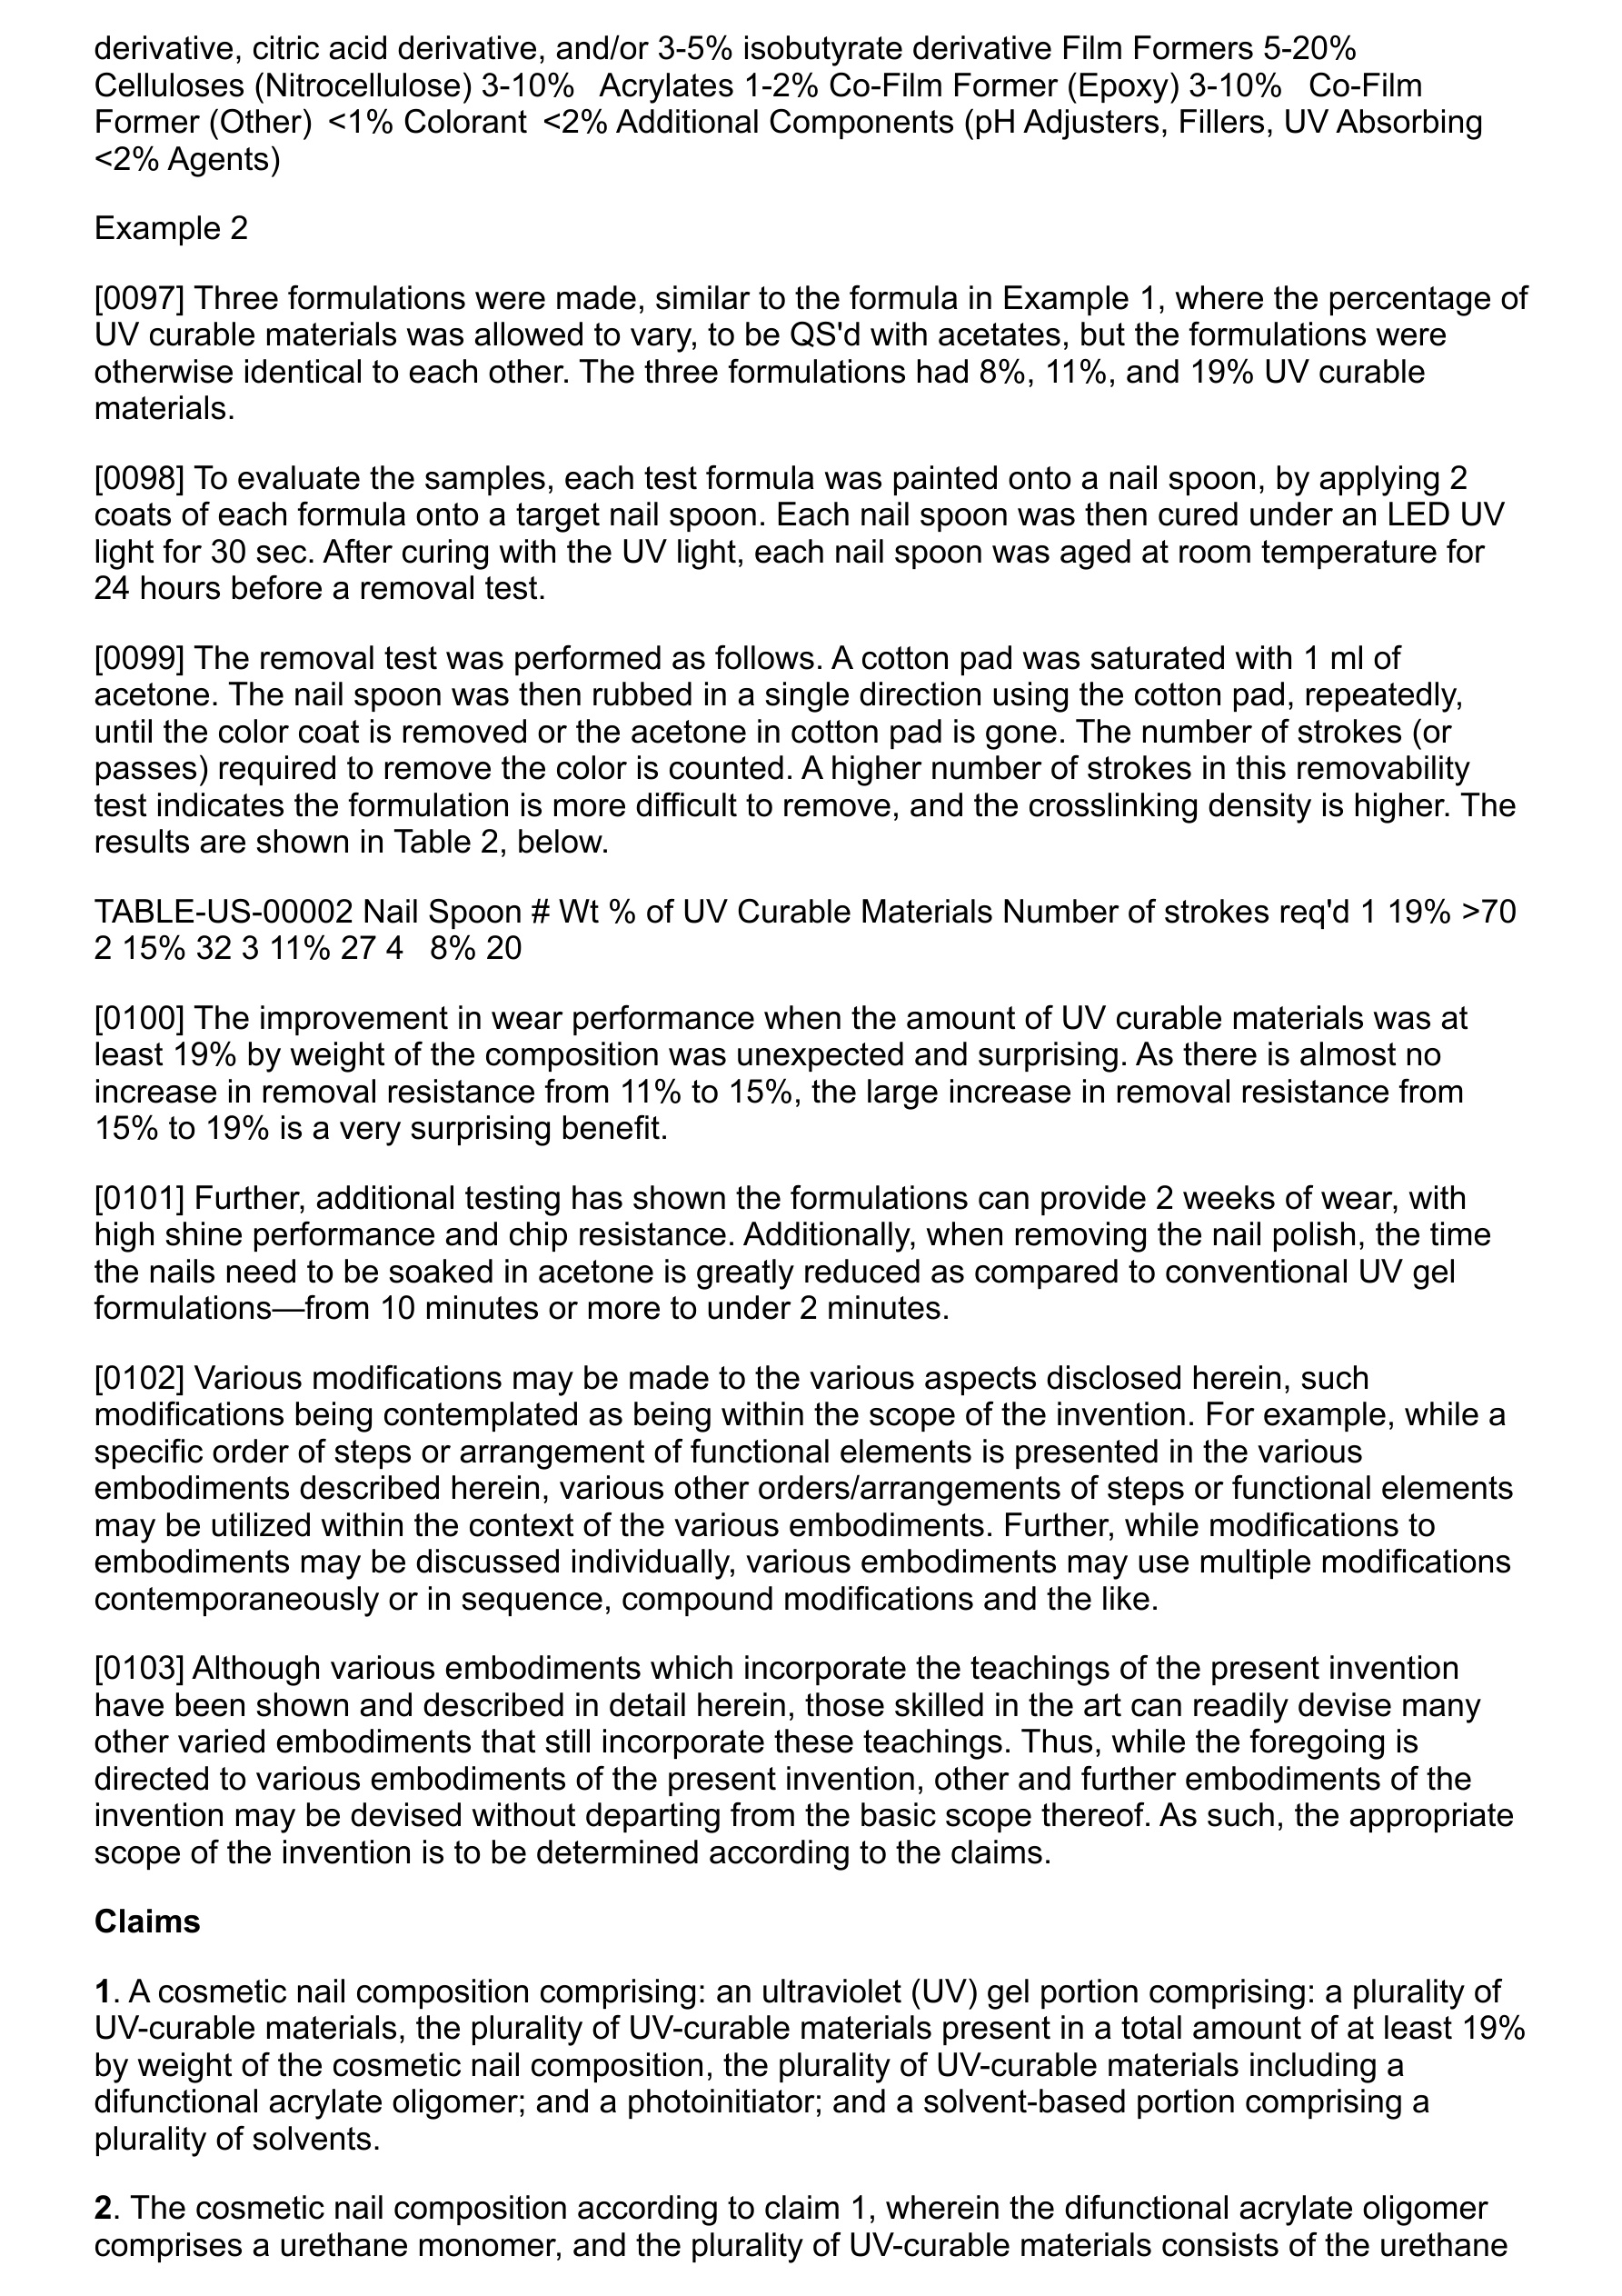 derivative, citric acid derivative, and/or 3-5% isobutyrate derivative Film Formers 5-20%
Celluloses (Nitrocellulose) 3-10% Acrylates 1-2% Co-Film Former (Epoxy) 3-10% Co-Film
Former (Other) <1% Colorant <2% Additional Components (pH Adjusters, Fillers, UV Absorbing
<2% Agents)
Example 2
[0097] Three formulations were made, similar to the formula in Example 1, where the percentage of
UV curable materials was allowed to vary, to be QS'd with acetates, but the formulations were
otherwise identical to each other. The three formulations had 8%, 11%, and 19% UV curable
materials.
[0098] To evaluate the samples, each test formula was painted onto a nail spoon, by applying 2
coats of each formula onto a target nail spoon. Each nail spoon was then cured under an LED UV
light for 30 sec. After curing with the UV light, each nail spoon was aged at room temperature for
24 hours before a removal test.
[0099] The removal test was performed as follows. A cotton pad was saturated with 1 ml of
acetone. The nail spoon was then rubbed in a single direction using the cotton pad, repeatedly,
until the color coat is removed or the acetone in cotton pad is gone. The number of strokes (or
passes) required to remove the color is counted. A higher number of strokes in this removability
test indicates the formulation is more difficult to remove, and the crosslinking density is higher. The
results are shown in Table 2, below.
TABLE-US-00002 Nail Spoon # Wt % of UV Curable Materials Number of strokes req'd 1 19% >70
2 15% 32 3 11% 27 4 8% 20
[0100] The improvement in wear performance when the amount of UV curable materials was at
least 19% by weight of the composition was unexpected and surprising. As there is almost no
increase in removal resistance from 11% to 15%, the large increase in removal resistance from
15% to 19% is a very surprising benefit.
[0101] Further, additional testing has shown the formulations can provide 2 weeks of wear, with
high shine performance and chip resistance. Additionally, when removing the nail polish, the time
the nails need to be soaked in acetone is greatly reduced as compared to conventional UV gel
formulations—from 10 minutes or more to under 2 minutes.
[0102] Various modifications may be made to the various aspects disclosed herein, such
modifications being contemplated as being within the scope of the invention. For example, while a
specific order of steps or arrangement of functional elements is presented in the various
embodiments described herein, various other orders/arrangements of steps or functional elements
may be utilized within the context of the various embodiments. Further, while modifications to
embodiments may be discussed individually, various embodiments may use multiple modifications
contemporaneously or in sequence, compound modifications and the like.
[0103] Although various embodiments which incorporate the teachings of the present invention
have been shown and described in detail herein, those skilled in the art can readily devise many
other varied embodiments that still incorporate these teachings. Thus, while the foregoing is
directed to various embodiments of the present invention, other and further embodiments of the
invention may be devised without departing from the basic scope thereof. As such, the appropriate
scope of the invention is to be determined according to the claims.
Claims
1. A cosmetic nail composition comprising: an ultraviolet (UV) gel portion comprising: a plurality of
UV-curable materials, the plurality of UV-curable materials present in a total amount of at least 19%
by weight of the cosmetic nail composition, the plurality of UV-curable materials including a
difunctional acrylate oligomer; and a photoinitiator; and a solvent-based portion comprising a
plurality of solvents.
2. The cosmetic nail composition according to claim 1, wherein the difunctional acrylate oligomer
comprises a urethane monomer, and the plurality of UV-curable materials consists of the urethane